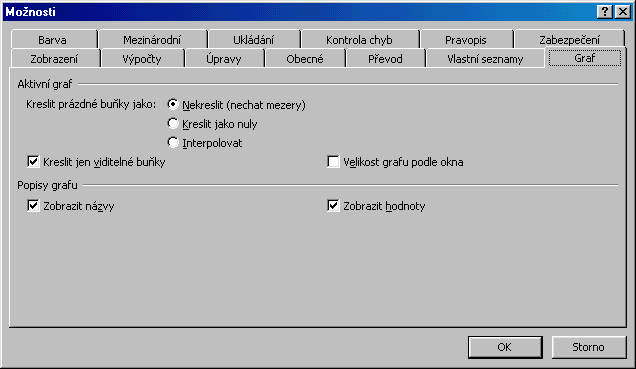 Možnosti
Barva Mezinárodní Ukládání Kontrola chyb Pravopis Zabezpečení
Zobrazení Výpočty Úpravy Obecné Převod Vlastní seznamy Graf
Aktivní graf
Kreslit prázdné buňky jako: Nekreslit (nechat mezery)
Kreslit jako nuly
Interpolovat
Kreslit jen viditelné buňky Velikost grafu podle okna
Popisy grafu
Zobrazit názvy Zobrazit hodnoty
OK Storno